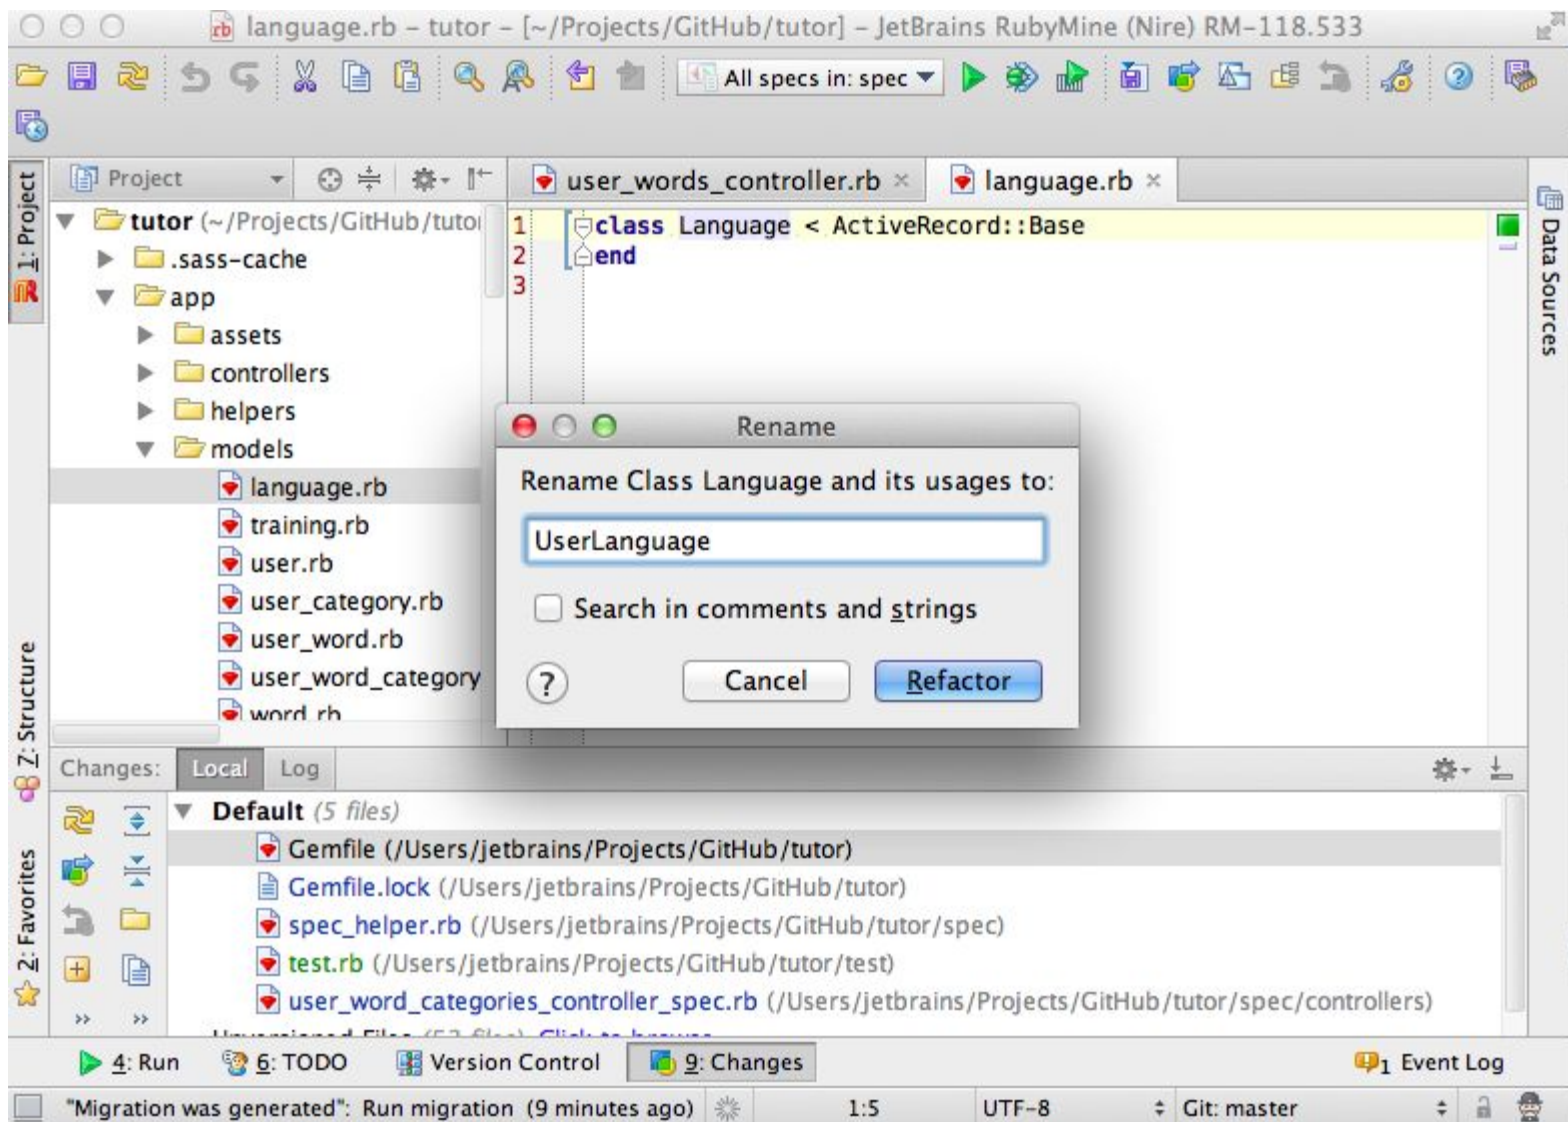 language.rb – tutor – [~/Projects/GitHub/tutor] – JetBrains RubyMine (Nire) RM-118.533
All specs in: spec
1: Project
Project
tutor (~/Projects/GitHub/tutor
.sass-cache
app
assets
controllers
helpers
models
language.rb
training.rb
user.rb
user_category.rb
user_word.rb
user_word_category
word.rb
user_words_controller.rb
language.rb
1 class Language < ActiveRecord::Base
2 end
3
Data Sources
Rename
Rename Class Language and its usages to:
UserLanguage
Search in comments and strings
?
Cancel
Refactor
Z: Structure
2: Favorites
Changes: Local Log
Default (5 files)
Gemfile (/Users/jetbrains/Projects/GitHub/tutor)
Gemfile.lock (/Users/jetbrains/Projects/GitHub/tutor)
spec_helper.rb (/Users/jetbrains/Projects/GitHub/tutor/spec)
test.rb (/Users/jetbrains/Projects/GitHub/tutor/test)
user_word_categories_controller_spec.rb (/Users/jetbrains/Projects/GitHub/tutor/spec/controllers)
4: Run 6: TODO Version Control 9: Changes 1 Event Log
"Migration was generated": Run migration (9 minutes ago) 1:5 UTF-8 Git: master